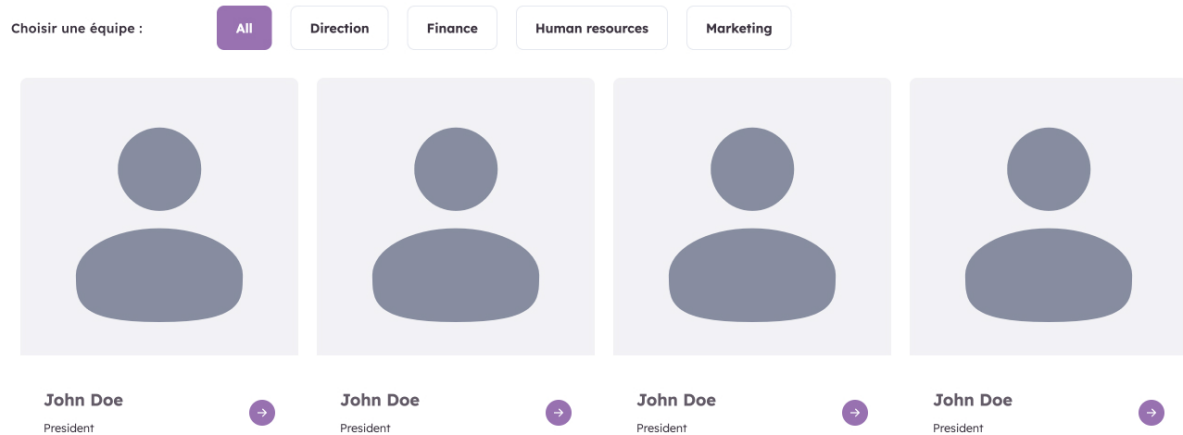 Choisir une équipe :
All
Direction
Finance
Human resources
Marketing
John Doe
President
John Doe
President
John Doe
President
John Doe
President